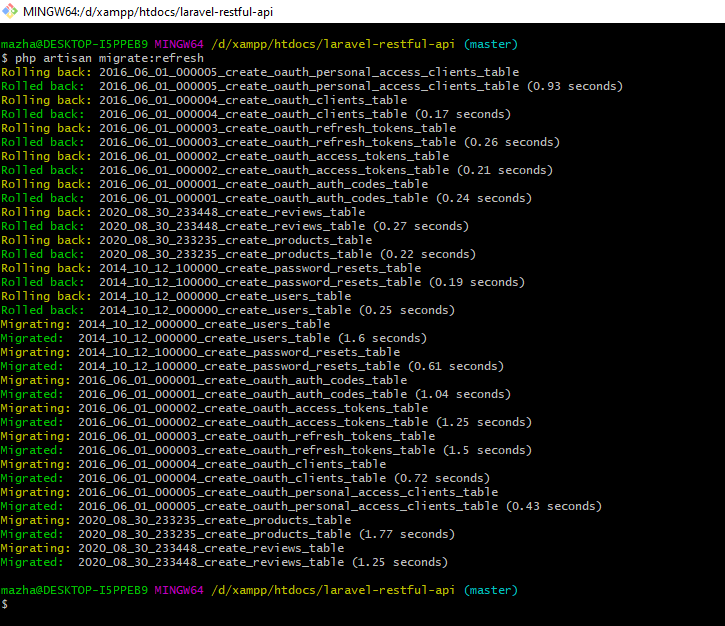 MINGW64:/d/xampp/htdocs/laravel-restful-api
mazha@DESKTOP-I5PPEB9 MINGW64 /d/xampp/htdocs/laravel-restful-api (master)
$ php artisan migrate:refresh
Rolling back: 2016_06_01_000005_create_oauth_personal_access_clients_table
Rolled back:  2016_06_01_000005_create_oauth_personal_access_clients_table (0.93 seconds)
Rolling back: 2016_06_01_000004_create_oauth_clients_table
Rolled back:  2016_06_01_000004_create_oauth_clients_table (0.17 seconds)
Rolling back: 2016_06_01_000003_create_oauth_refresh_tokens_table
Rolled back:  2016_06_01_000003_create_oauth_refresh_tokens_table (0.26 seconds)
Rolling back: 2016_06_01_000002_create_oauth_access_tokens_table
Rolled back:  2016_06_01_000002_create_oauth_access_tokens_table (0.21 seconds)
Rolling back: 2016_06_01_000001_create_oauth_auth_codes_table
Rolled back:  2016_06_01_000001_create_oauth_auth_codes_table (0.24 seconds)
Rolling back: 2020_08_30_233448_create_reviews_table
Rolled back:  2020_08_30_233448_create_reviews_table (0.27 seconds)
Rolling back: 2020_08_30_233235_create_products_table
Rolled back:  2020_08_30_233235_create_products_table (0.22 seconds)
Rolling back: 2014_10_12_100000_create_password_resets_table
Rolled back:  2014_10_12_100000_create_password_resets_table (0.19 seconds)
Rolling back: 2014_10_12_000000_create_users_table
Rolled back:  2014_10_12_000000_create_users_table (0.25 seconds)
Migrating: 2014_10_12_000000_create_users_table
Migrated:  2014_10_12_000000_create_users_table (1.6 seconds)
Migrating: 2014_10_12_100000_create_password_resets_table
Migrated:  2014_10_12_100000_create_password_resets_table (0.61 seconds)
Migrating: 2016_06_01_000001_create_oauth_auth_codes_table
Migrated:  2016_06_01_000001_create_oauth_auth_codes_table (1.04 seconds)
Migrating: 2016_06_01_000002_create_oauth_access_tokens_table
Migrated:  2016_06_01_000002_create_oauth_access_tokens_table (1.25 seconds)
Migrating: 2016_06_01_000003_create_oauth_refresh_tokens_table
Migrated:  2016_06_01_000003_create_oauth_refresh_tokens_table (1.5 seconds)
Migrating: 2016_06_01_000004_create_oauth_clients_table
Migrated:  2016_06_01_000004_create_oauth_clients_table (0.72 seconds)
Migrating: 2016_06_01_000005_create_oauth_personal_access_clients_table
Migrated:  2016_06_01_000005_create_oauth_personal_access_clients_table (0.43 seconds)
Migrating: 2020_08_30_233235_create_products_table
Migrated:  2020_08_30_233235_create_products_table (1.77 seconds)
Migrating: 2020_08_30_233448_create_reviews_table
Migrated:  2020_08_30_233448_create_reviews_table (1.25 seconds)
mazha@DESKTOP-I5PPEB9 MINGW64 /d/xampp/htdocs/laravel-restful-api (master)
$